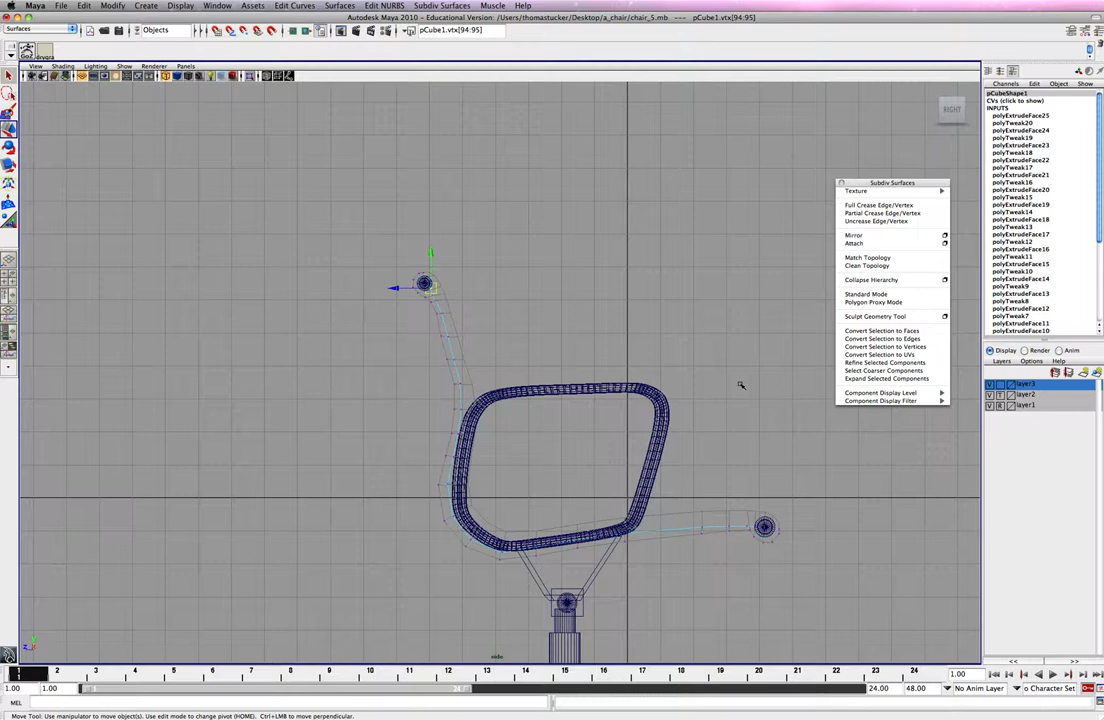 Maya File Edit Modify Create Display Window Assets Edit Curves Surfaces Edit NURBS Subdiv Surfaces Muscle Help
Autodesk Maya 2010 - Educational Version: /Users/thomastucker/Desktop/a_chair/chair_5.mb --- pCube1.vtx[94:95]
Surfaces
Objects
pCube1.vtx[94:95]
View Shading Lighting Show Renderer Panels
Channels Edit Object Show
pCubeShape1
CVs (click to show)
INPUTS
polyExtrudeFace25
polyTweak20
polyExtrudeFace24
polyTweak19
polyExtrudeFace23
polyTweak18
polyExtrudeFace22
polyTweak17
polyExtrudeFace21
polyTweak16
polyExtrudeFace20
polyTweak15
polyExtrudeFace19
polyTweak14
polyExtrudeFace18
polyTweak13
polyExtrudeFace17
polyTweak12
polyExtrudeFace16
polyTweak11
polyExtrudeFace15
polyTweak10
polyExtrudeFace14
polyTweak9
polyExtrudeFace13
polyTweak8
polyExtrudeFace12
polyTweak7
polyExtrudeFace11
polyExtrudeFace10
RIGHT
Subdiv Surfaces
Texture
Full Crease Edge/Vertex
Partial Crease Edge/Vertex
Uncrease Edge/Vertex
Mirror
Attach
Match Topology
Clean Topology
Collapse Hierarchy
Standard Mode
Polygon Proxy Mode
Sculpt Geometry Tool
Convert Selection to Faces
Convert Selection to Edges
Convert Selection to Vertices
Convert Selection to UVs
Refine Selected Components
Select Coarser Components
Expand Selected Components
Component Display Level
Component Display Filter
Display Render Anim
Layers Options Help
V layer3
V T layer2
V R layer1
side
1 2 3 4 5 6 7 8 9 10 11 12 13 14 15 16 17 18 19 20 21 22 23 24 1.00
1.00 1.00 1 24 24.00 48.00 No Anim Layer o Character Set
MEL
Move Tool: Use manipulator to move object(s). Use edit mode to change pivot (HOME). Ctrl+LMB to move perpendicular.